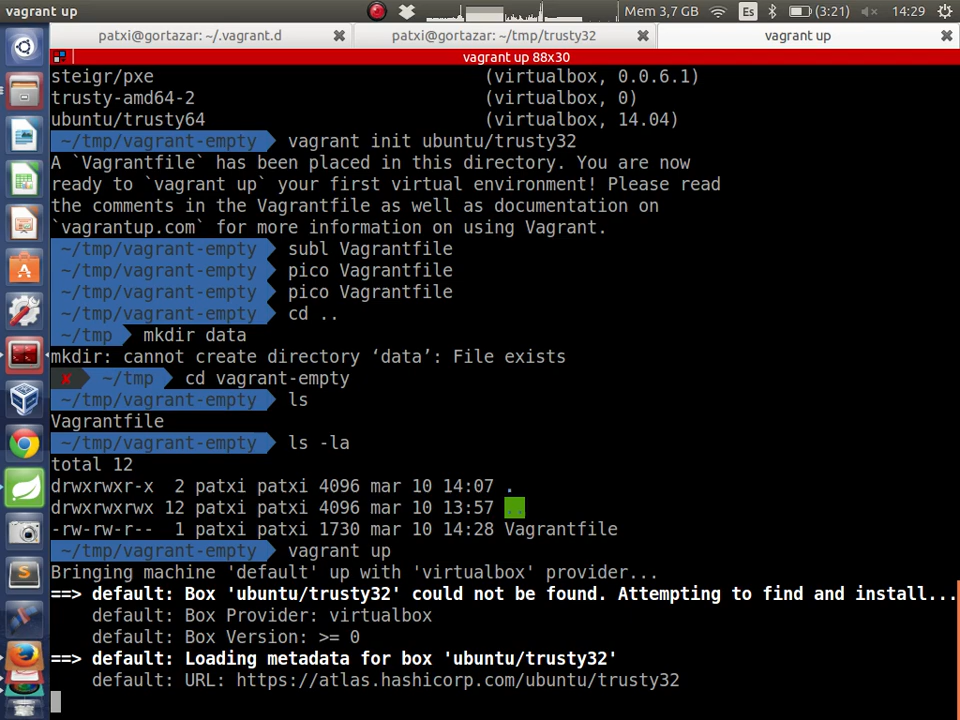 vagrant up
Mem 3,7 GB
Es
(3:21)
14:29
patxi@gortazar: ~/.vagrant.d
patxi@gortazar: ~/tmp/trusty32
vagrant up
vagrant up 88x30
steigr/pxe (virtualbox, 0.0.6.1)
trusty-amd64-2 (virtualbox, 0)
ubuntu/trusty64 (virtualbox, 14.04)
~/tmp/vagrant-empty vagrant init ubuntu/trusty32
A `Vagrantfile` has been placed in this directory. You are now
ready to `vagrant up` your first virtual environment! Please read
the comments in the Vagrantfile as well as documentation on
`vagrantup.com` for more information on using Vagrant.
~/tmp/vagrant-empty subl Vagrantfile
~/tmp/vagrant-empty pico Vagrantfile
~/tmp/vagrant-empty pico Vagrantfile
~/tmp/vagrant-empty cd ..
~/tmp mkdir data
mkdir: cannot create directory ‘data’: File exists
✘ ~/tmp cd vagrant-empty
~/tmp/vagrant-empty ls
Vagrantfile
~/tmp/vagrant-empty ls -la
total 12
drwxrwxr-x 2 patxi patxi 4096 mar 10 14:07 .
drwxrwxrwx 12 patxi patxi 4096 mar 10 13:57 ..
-rw-rw-r-- 1 patxi patxi 1730 mar 10 14:28 Vagrantfile
~/tmp/vagrant-empty vagrant up
Bringing machine 'default' up with 'virtualbox' provider...
==> default: Box 'ubuntu/trusty32' could not be found. Attempting to find and install...
default: Box Provider: virtualbox
default: Box Version: >= 0
==> default: Loading metadata for box 'ubuntu/trusty32'
default: URL: https://atlas.hashicorp.com/ubuntu/trusty32